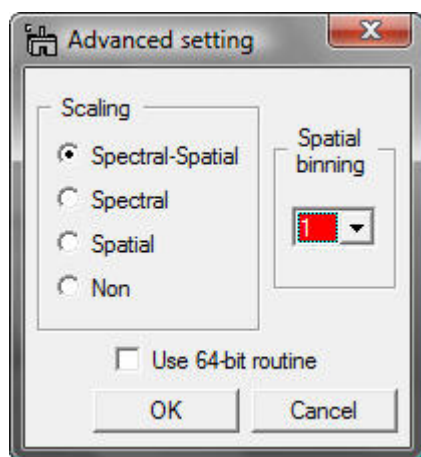 Advanced setting
Scaling
Spectral-Spatial
Spectral
Spatial
Non
Spatial
binning
1
Use 64-bit routine
OK
Cancel